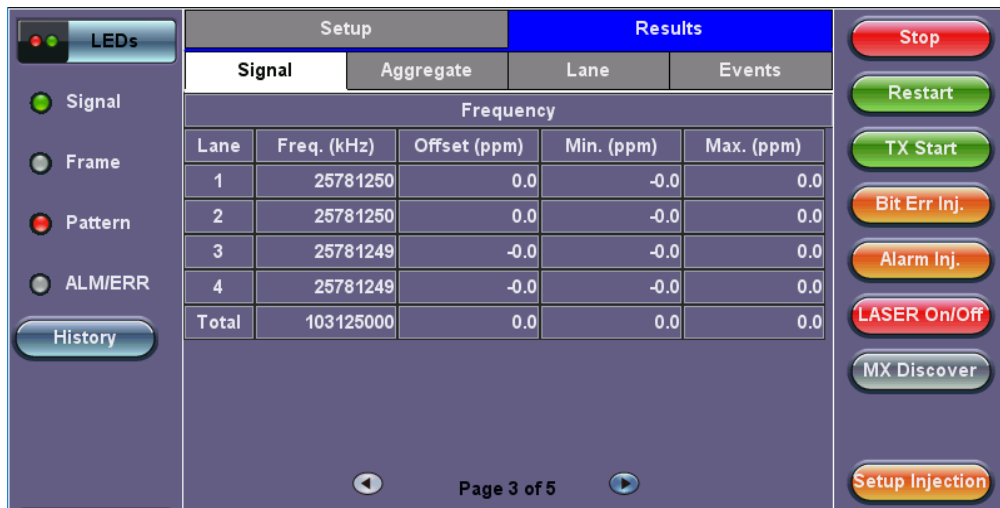 LEDs
Signal
Frame
Pattern
ALM/ERR
History
Setup Results
Signal Aggregate Lane Events
Frequency
Lane Freq. (kHz) Offset (ppm) Min. (ppm) Max. (ppm)
1 25781250 0.0 -0.0 0.0
2 25781250 0.0 -0.0 0.0
3 25781249 -0.0 -0.0 0.0
4 25781249 -0.0 -0.0 0.0
Total 103125000 0.0 0.0 0.0
Page 3 of 5
Stop
Restart
TX Start
Bit Err Inj.
Alarm Inj.
LASER On/Off
MX Discover
Setup Injection